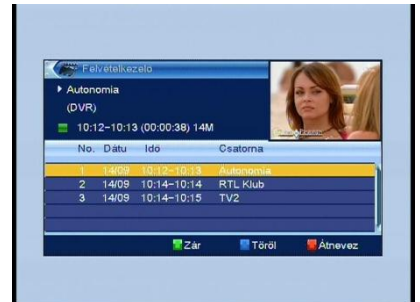 Felvételkezelő
Autonomia
(DVR)
10:12-10:13 (00:00:38) 14M
No. Dátu Idő Csatorna
1 14/09 10:12-10:13 Autonomia
2 14/09 10:14-10:14 RTL Klub
3 14/09 10:14-10:15 TV2
Zár Töröl Átnevez